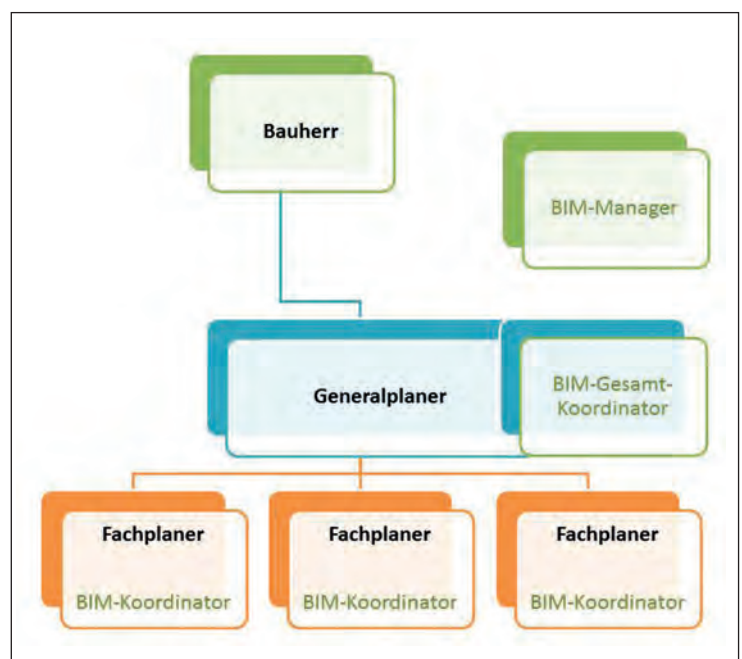 Bauherr
BIM-Manager
Generalplaner
BIM-Gesamt-
Koordinator
Fachplaner
BIM-Koordinator
Fachplaner
BIM-Koordinator
Fachplaner
BIM-Koordinator